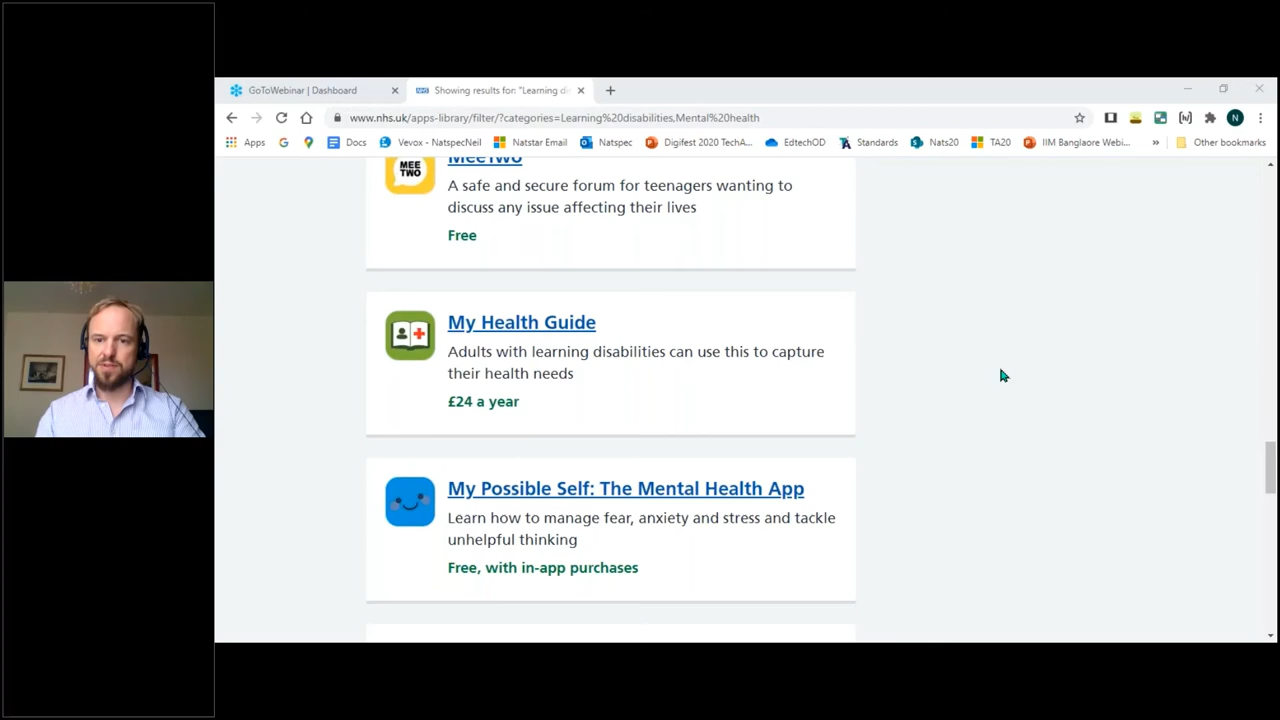 GoToWebinar | Dashboard
Showing results for: "Learning di
www.nhs.uk/apps-library/filter/?categories=Learning%20disabilities,Mental%20health
N
Apps
G
Docs
Vevox - NatspecNeil
Natstar Email
Natspec
Digifest 2020 TechA...
EdtechOD
Standards
Nats20
TA20
IIM Banglaore Webi...
»
Other bookmarks
MEE
TWO
MeeTwo
A safe and secure forum for teenagers wanting to
discuss any issue affecting their lives
Free
My Health Guide
Adults with learning disabilities can use this to capture
their health needs
£24 a year
My Possible Self: The Mental Health App
Learn how to manage fear, anxiety and stress and tackle
unhelpful thinking
Free, with in-app purchases